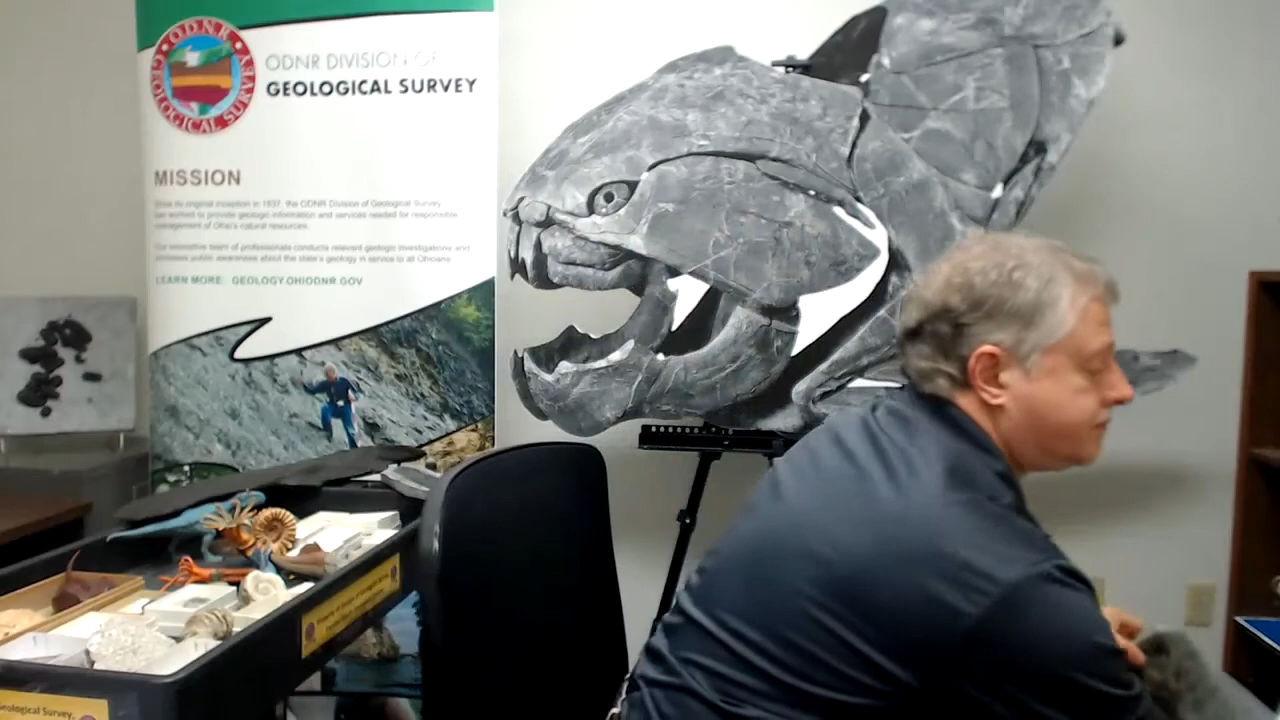 ODNR
GEOLOGICAL SURVEY
ODNR DIVISION OF
GEOLOGICAL SURVEY
MISSION
Since its original inception in 1837, the ODNR Division of Geological Survey
has worked to provide geologic information and services needed for responsible
management of Ohio's natural resources.
Our innovative team of professionals conducts relevant geologic investigations and
increases public awareness about the state's geology in service to all Ohioans.
LEARN MORE: GEOLOGY.OHIODNR.GOV
Geological Survey,